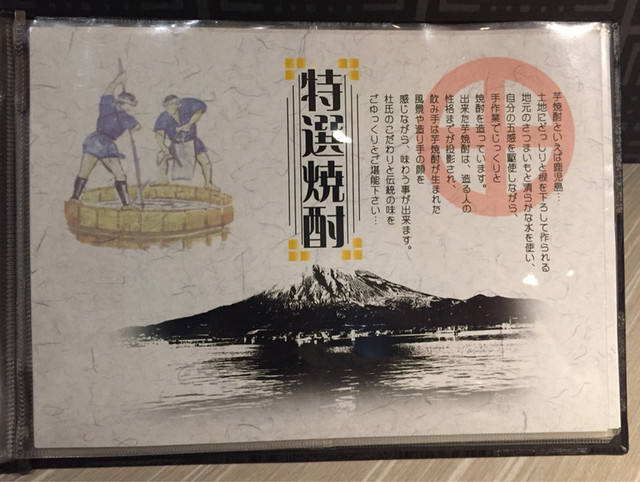 芋焼酎といえば鹿児島…
土地にどっしりと根を下ろして作られる
地元のさつまいもと清らかな水を使い、
自分の五感を駆使しながら、
手作業でじっくりと
焼酎を造っています。
出来た芋焼酎は、造る人の
性格までが投影され、
飲み手は芋焼酎が生まれた
風景や造り手の顔を
感じながら、味わう事が出来ます。
杜氏のこだわりと伝統の味を
ごゆっくりとご堪能下さい…
特選焼酎